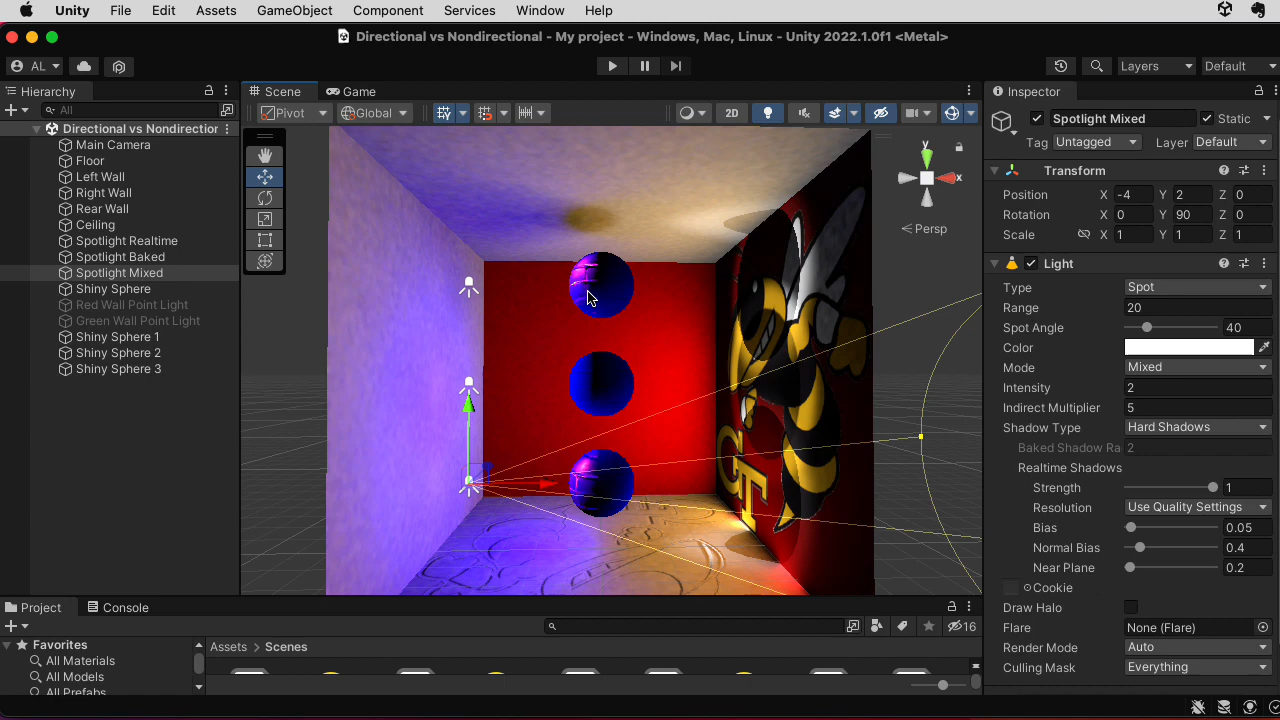 Unity File Edit Assets GameObject Component Services Window Help
Directional vs Nondirectional - My project - Windows, Mac, Linux - Unity 2022.1.0f1 <Metal>
AL
Layers
Default
Hierarchy
All
Directional vs Nondirection
Main Camera
Floor
Left Wall
Right Wall
Rear Wall
Ceiling
Spotlight Realtime
Spotlight Baked
Spotlight Mixed
Shiny Sphere
Red Wall Point Light
Green Wall Point Light
Shiny Sphere 1
Shiny Sphere 2
Shiny Sphere 3
Scene Game
Pivot Global 2D
y
x
Persp
GT
Inspector
Spotlight Mixed Static
Tag Untagged Layer Default
Transform
Position X -4 Y 2 Z 0
Rotation X 0 Y 90 Z 0
Scale X 1 Y 1 Z 1
Light
Type Spot
Range 20
Spot Angle 40
Color
Mode Mixed
Intensity 2
Indirect Multiplier 5
Shadow Type Hard Shadows
Baked Shadow Ra 2
Realtime Shadows
Strength 1
Resolution Use Quality Settings
Bias 0.05
Normal Bias 0.4
Near Plane 0.2
Cookie
Draw Halo
Flare None (Flare)
Render Mode Auto
Culling Mask Everything
Project Console
16
Favorites
All Materials
All Models
All Prefabs
Assets > Scenes